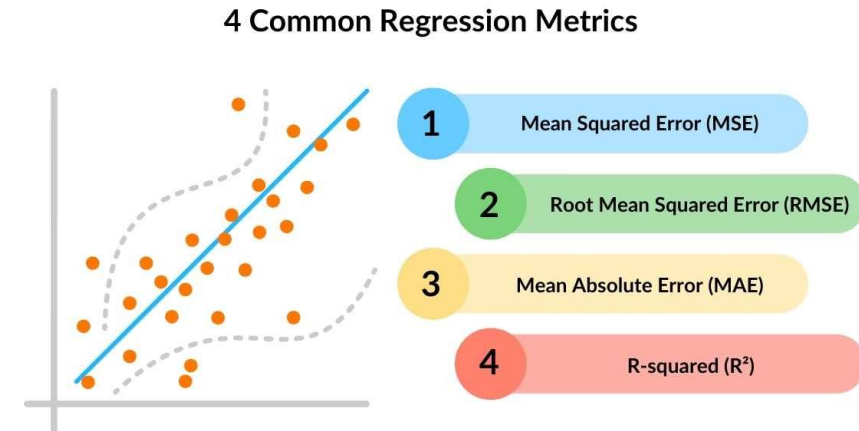 4 Common Regression Metrics
1 Mean Squared Error (MSE)
2 Root Mean Squared Error (RMSE)
3 Mean Absolute Error (MAE)
4 R-squared (R²)